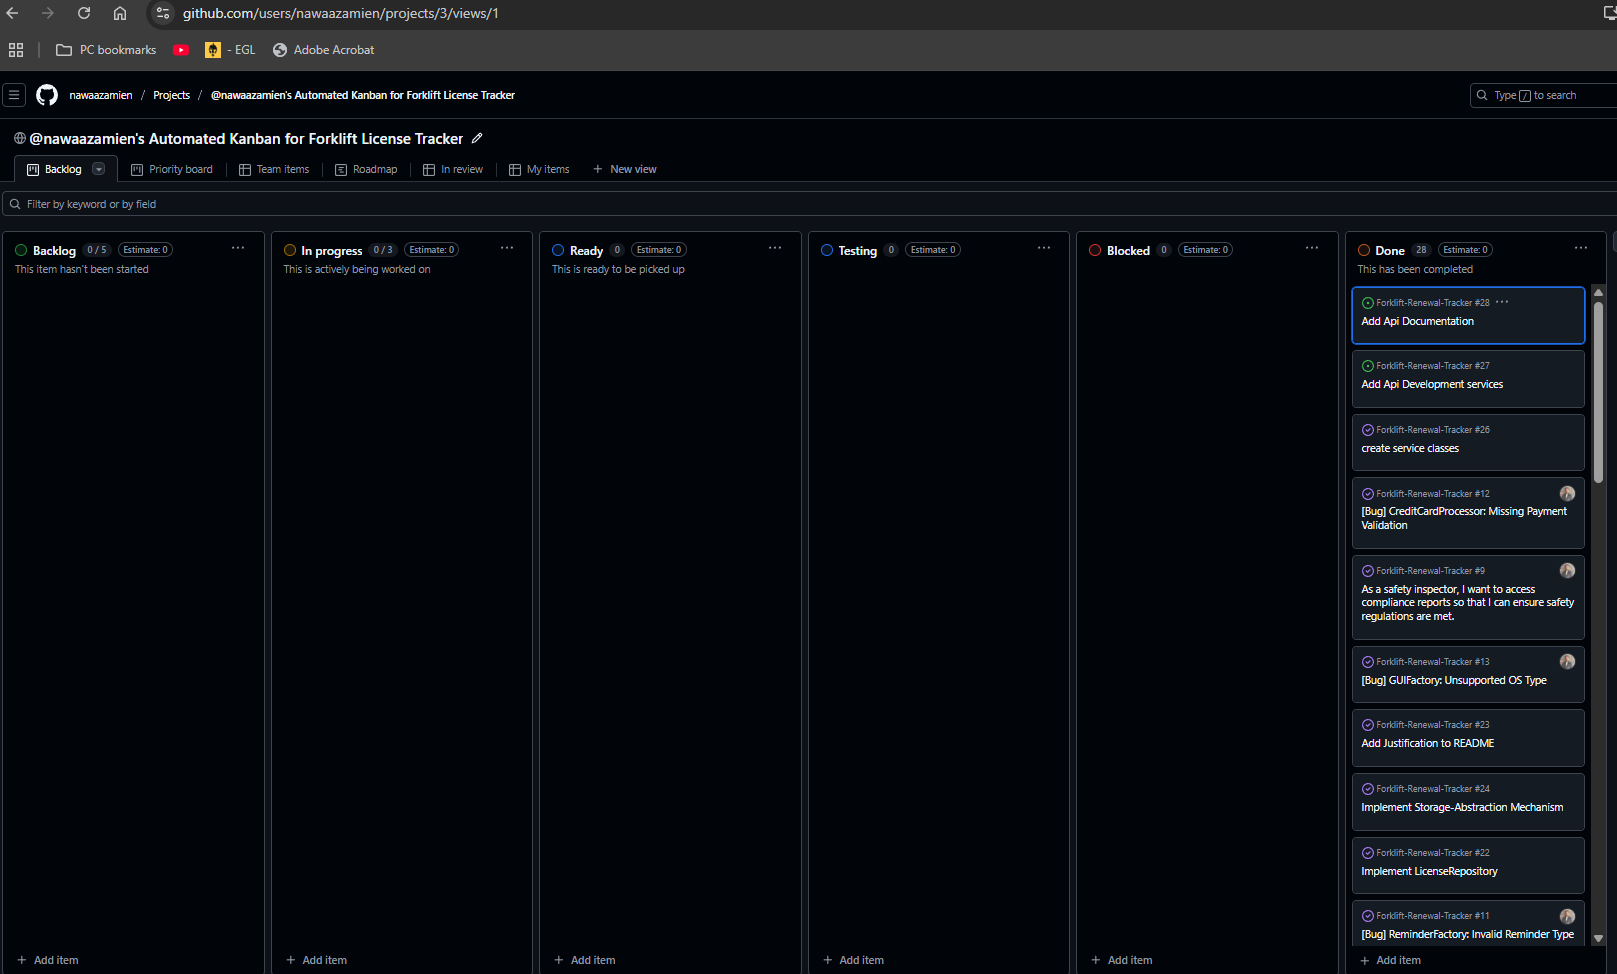 github.com/users/nawaazamien/projects/3/views/1
PC bookmarks
- EGL
Adobe Acrobat
nawaazamien / Projects / @nawaazamien's Automated Kanban for Forklift License Tracker
Type / to search
@nawaazamien's Automated Kanban for Forklift License Tracker
Backlog
Priority board
Team items
Roadmap
In review
My items
+ New view
Filter by keyword or by field
Backlog 0 / 5 Estimate: 0
This item hasn't been started
+ Add item
In progress 0 / 3 Estimate: 0
This is actively being worked on
+ Add item
Ready 0 Estimate: 0
This is ready to be picked up
+ Add item
Testing 0 Estimate: 0
+ Add item
Blocked 0 Estimate: 0
+ Add item
Done 28 Estimate: 0
This has been completed
Forklift-Renewal-Tracker #28
Add Api Documentation
Forklift-Renewal-Tracker #27
Add Api Development services
Forklift-Renewal-Tracker #26
create service classes
Forklift-Renewal-Tracker #12
[Bug] CreditCardProcessor: Missing Payment
Validation
Forklift-Renewal-Tracker #9
As a safety inspector, I want to access
compliance reports so that I can ensure safety
regulations are met.
Forklift-Renewal-Tracker #13
[Bug] GUIFactory: Unsupported OS Type
Forklift-Renewal-Tracker #23
Add Justification to README
Forklift-Renewal-Tracker #24
Implement Storage-Abstraction Mechanism
Forklift-Renewal-Tracker #22
Implement LicenseRepository
Forklift-Renewal-Tracker #11
[Bug] ReminderFactory: Invalid Reminder Type
+ Add item